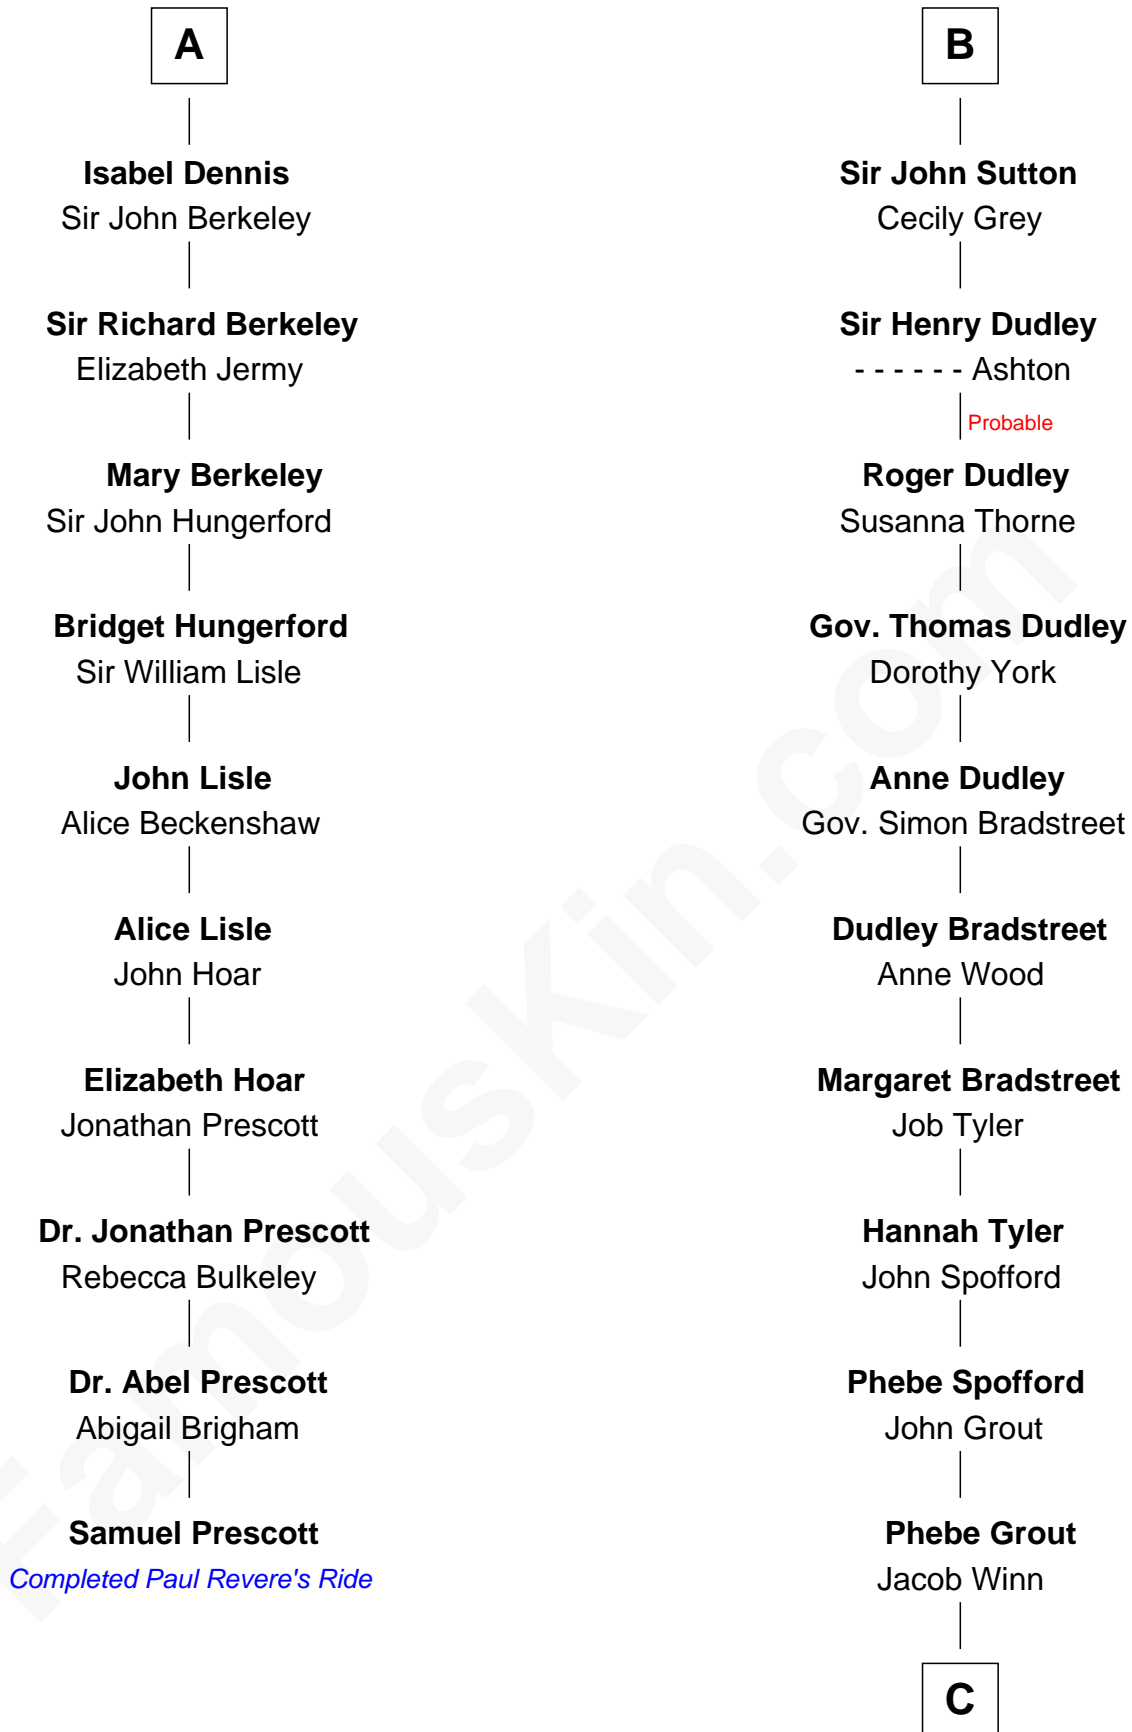 A
Isabel Dennis
Sir John Berkeley
Sir Richard Berkeley
Elizabeth Jermy
Mary Berkeley
Sir John Hungerford
Bridget Hungerford
Sir William Lisle
John Lisle
Alice Beckenshaw
Alice Lisle
John Hoar
Elizabeth Hoar
Jonathan Prescott
Dr. Jonathan Prescott
Rebecca Bulkeley
Dr. Abel Prescott
Abigail Brigham
Samuel Prescott
Completed Paul Revere's Ride
B
Sir John Sutton
Cecily Grey
Sir Henry Dudley
- - - - - - Ashton
Probable
Roger Dudley
Susanna Thorne
Gov. Thomas Dudley
Dorothy York
Anne Dudley
Gov. Simon Bradstreet
Dudley Bradstreet
Anne Wood
Margaret Bradstreet
Job Tyler
Hannah Tyler
John Spofford
Phebe Spofford
John Grout
Phebe Grout
Jacob Winn
C
FamousKin.com